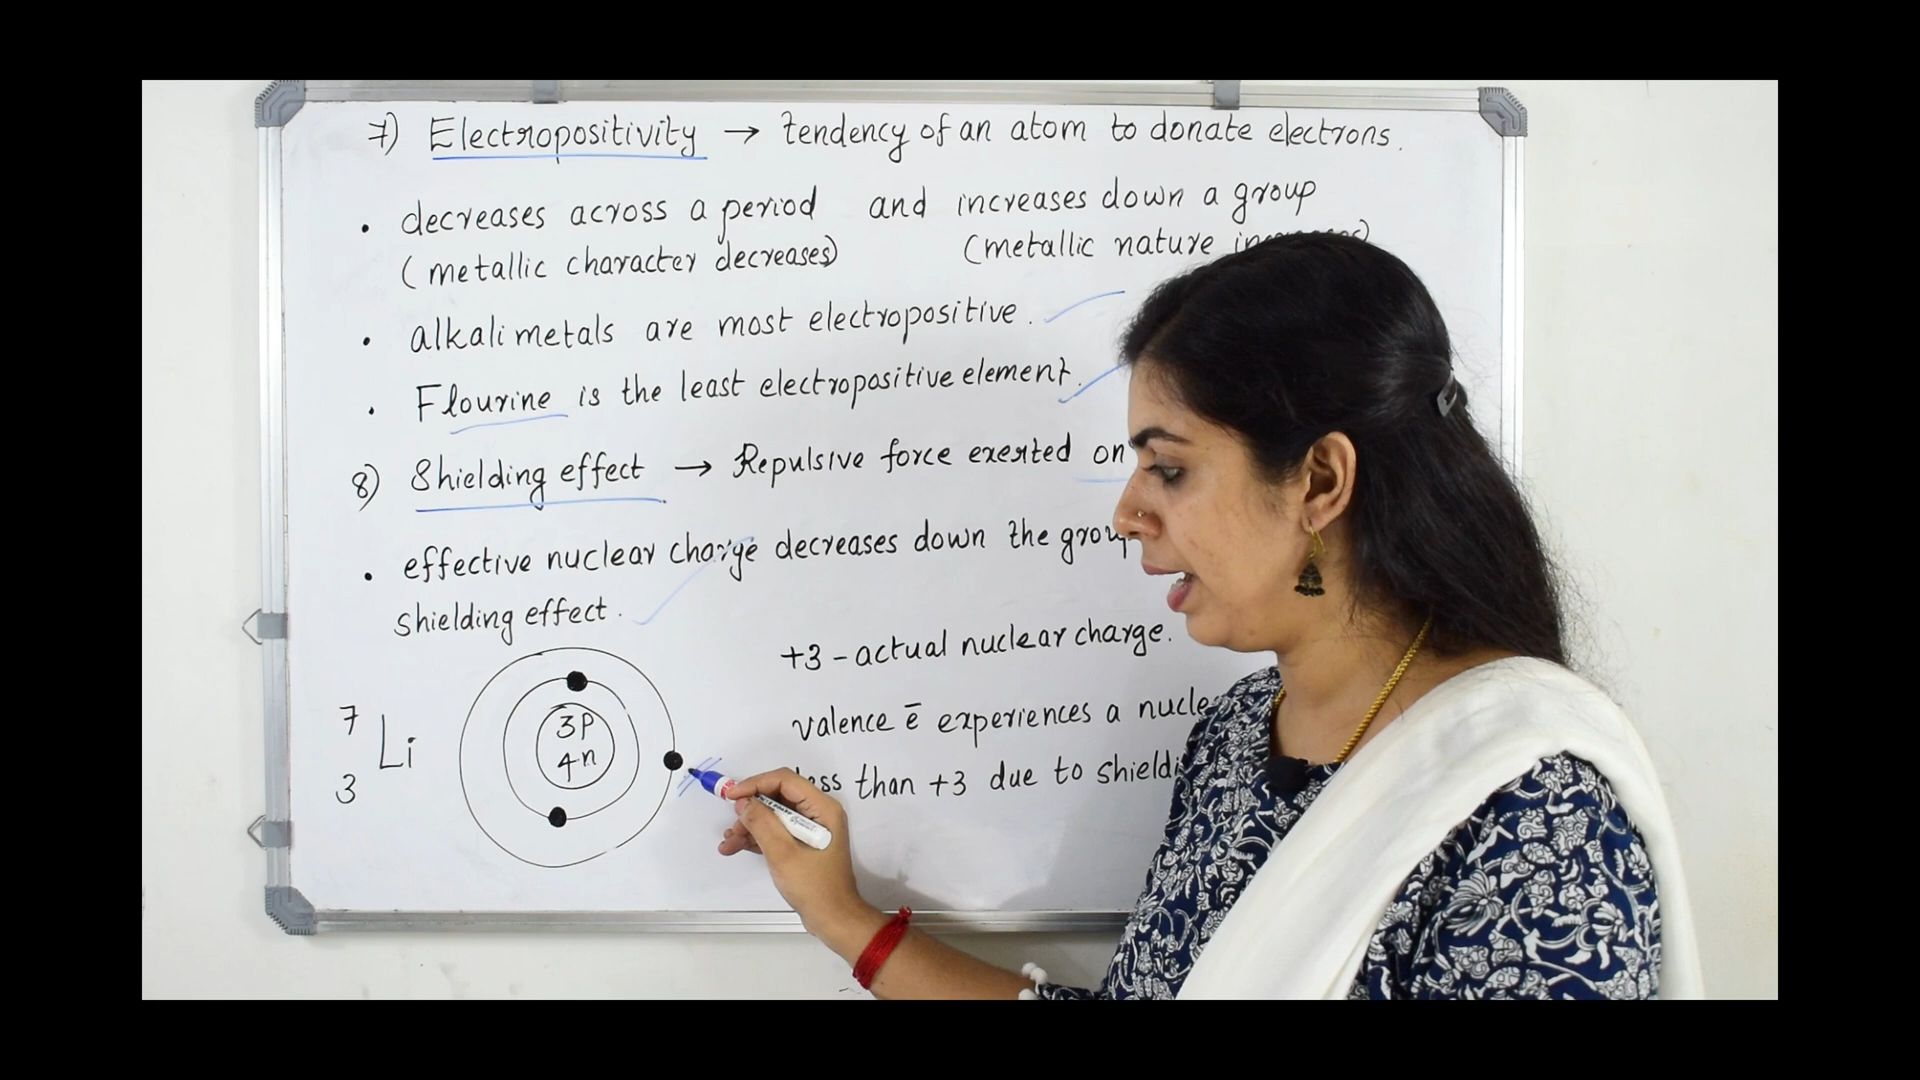 7) Electropositivity → tendency of an atom to donate electrons.
• decreases across a period and increases down a group
(metallic character decreases) (metallic nature
• alkali metals are most electropositive.
• Flourine is the least electropositive element.
8) Shielding effect → Repulsive force exerted on
• effective nuclear charge decreases down the group
shielding effect.
+3 - actual nuclear charge.
valence ē experiences a
less than +3 due to
7
3 Li
3P
4n